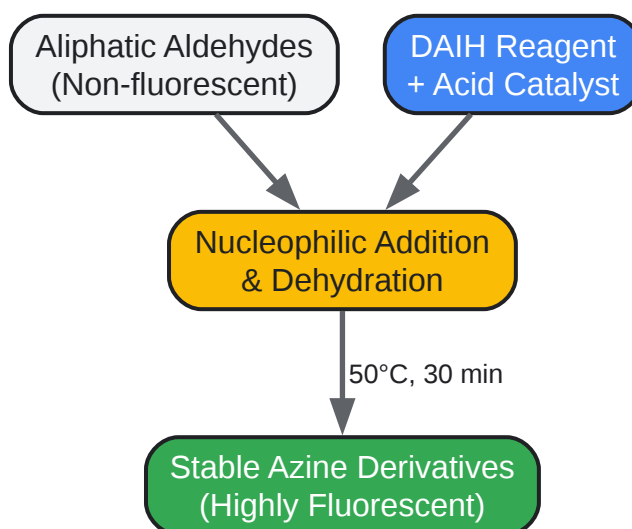 Aliphatic Aldehydes
(Non-fluorescent)
DAIH Reagent
+ Acid Catalyst
Nucleophilic Addition
& Dehydration
50°C, 30 min
Stable Azine Derivatives
(Highly Fluorescent)